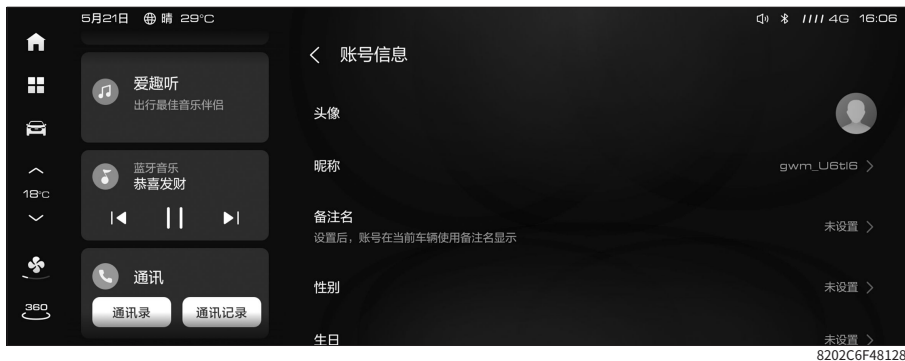 5月21日 晴 29°C
4G 16:06
账号信息
爱趣听
出行最佳音乐伴侣
头像
蓝牙音乐
恭喜发财
昵称
gwm_U6tI6
18°C
备注名
设置后，账号在当前车辆使用备注名显示
未设置
通讯
通讯录 通讯记录
性别
未设置
360
生日
未设置
8202C6F48128